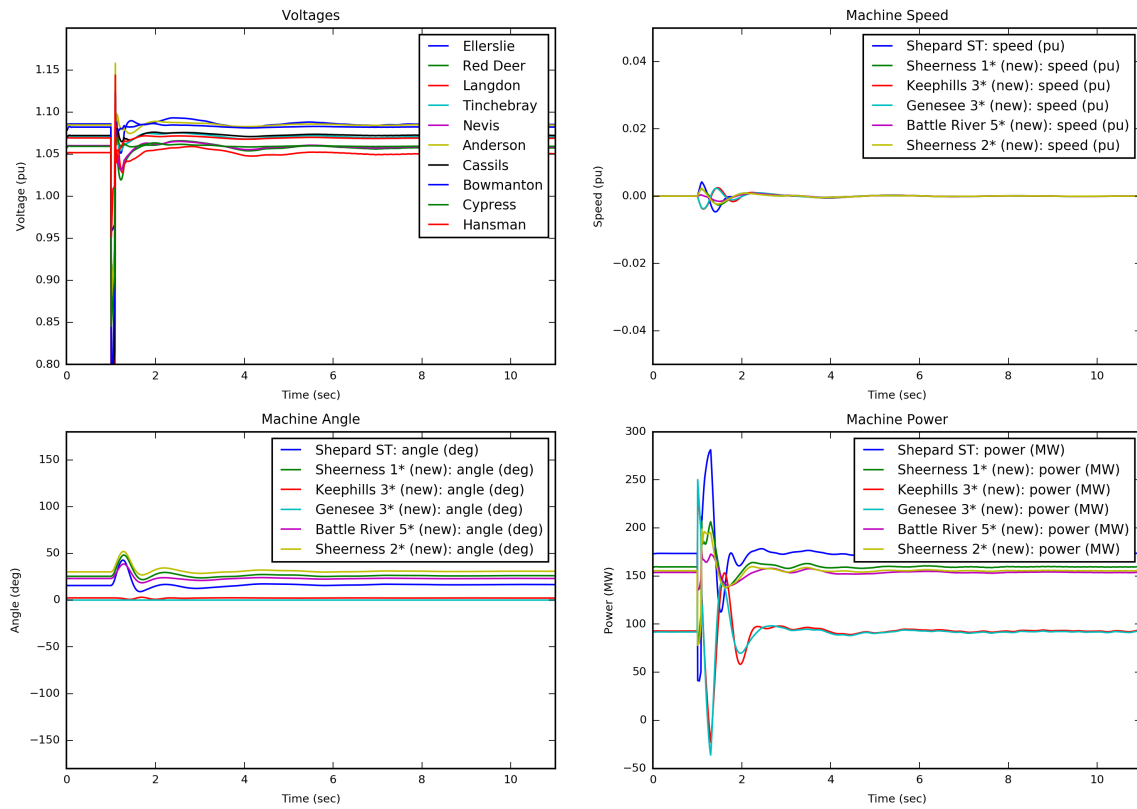 Voltages
1.15
1.10
1.05
1.00
0.95
0.90
0.85
0.80
Voltage (pu)
Ellerslie
Red Deer
Langdon
Tinchebray
Nevis
Anderson
Cassils
Bowmanton
Cypress
Hansman
0 2 4 6 8 10
Time (sec)
Machine Speed
0.04
0.02
0.00
−0.02
−0.04
Speed (pu)
Shepard ST: speed (pu)
Sheerness 1* (new): speed (pu)
Keephills 3* (new): speed (pu)
Genesee 3* (new): speed (pu)
Battle River 5* (new): speed (pu)
Sheerness 2* (new): speed (pu)
0 2 4 6 8 10
Time (sec)
Machine Angle
150
100
50
0
−50
−100
−150
Angle (deg)
Shepard ST: angle (deg)
Sheerness 1* (new): angle (deg)
Keephills 3* (new): angle (deg)
Genesee 3* (new): angle (deg)
Battle River 5* (new): angle (deg)
Sheerness 2* (new): angle (deg)
0 2 4 6 8 10
Time (sec)
Machine Power
300
250
200
150
100
50
0
−50
Power (MW)
Shepard ST: power (MW)
Sheerness 1* (new): power (MW)
Keephills 3* (new): power (MW)
Genesee 3* (new): power (MW)
Battle River 5* (new): power (MW)
Sheerness 2* (new): power (MW)
0 2 4 6 8 10
Time (sec)